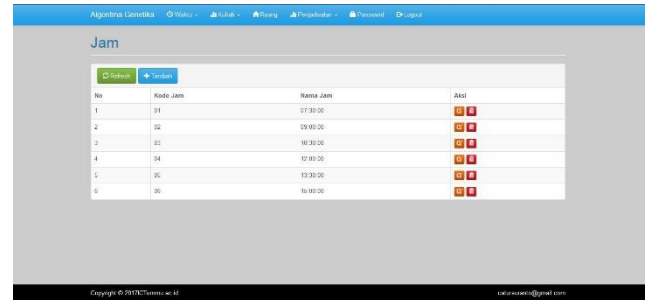 Algoritma Genetika Waktu Kuliah Ruang Penjadwalan Password Logout
Jam
Refresh Tambah
No Kode Jam Nama Jam Aksi
1 01 07:30:00
2 02 09:00:00
3 03 10:30:00
4 04 12:00:00
5 05 13:30:00
6 06 15:00:00
Copyright © 2017